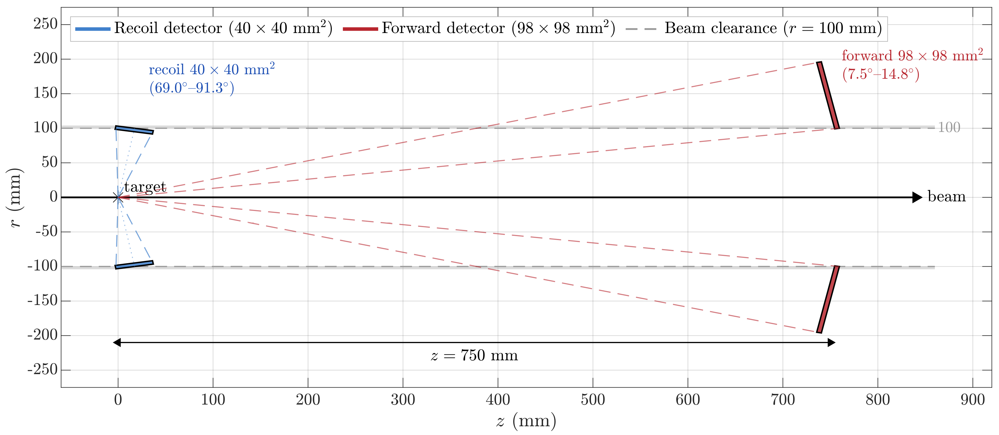 Recoil detector (40 × 40 mm²) Forward detector (98 × 98 mm²) Beam clearance (r = 100 mm)
250
200
150
100
50
0
-50
-100
-150
-200
-250
r (mm)
recoil 40 × 40 mm²
(69.0°–91.3°)
forward 98 × 98 mm²
(7.5°–14.8°)
100
target
beam
z = 750 mm
0 100 200 300 400 500 600 700 800 900
z (mm)